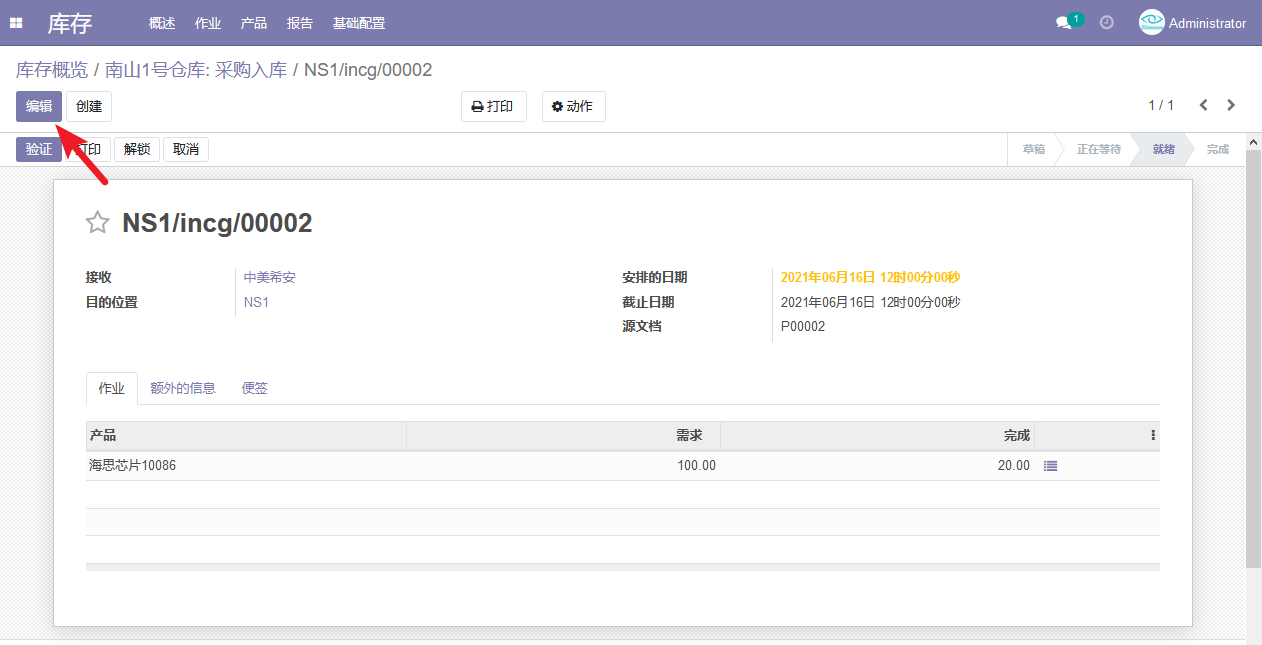 库存 概述 作业 产品 报告 基础配置 1 Administrator
库存概览 / 南山1号仓库: 采购入库 / NS1/incg/00002
编辑 创建 打印 动作 1 / 1
验证 打印 解锁 取消 草稿 正在等待 就绪 完成
NS1/incg/00002
接收 中美希安 安排的日期 2021年06月16日 12时00分00秒
目的位置 NS1 截止日期 2021年06月16日 12时00分00秒
源文档 P00002
作业 额外的信息 便签
产品 需求 完成
海思芯片10086 100.00 20.00